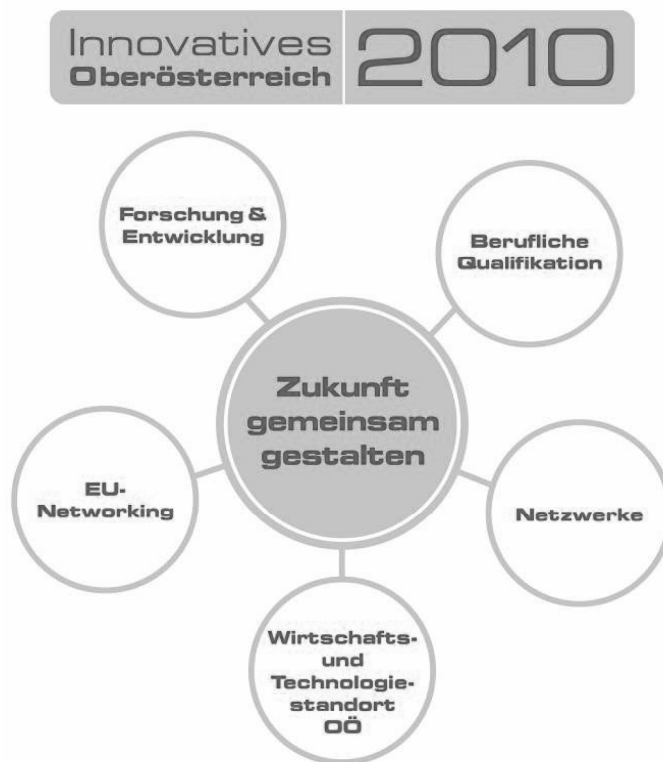 Innovatives
Oberösterreich
2010
Forschung &
Entwicklung
Berufliche
Qualifikation
Zukunft
gemeinsam
gestalten
EU-
Networking
Netzwerke
Wirtschafts-
und
Technologie-
standort
OÖ